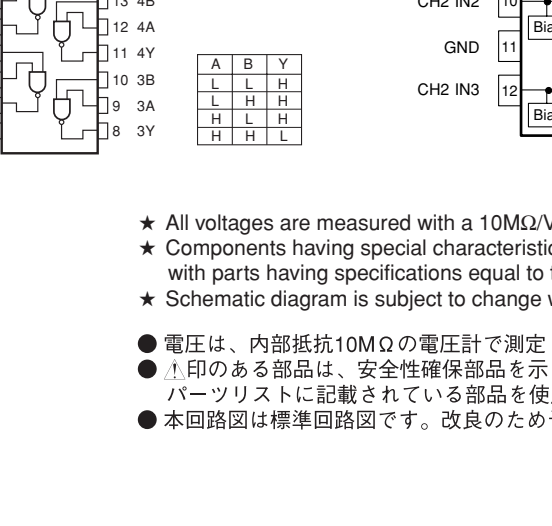 13 4B
12 4A
11 4Y
10 3B
9 3A
8 3Y
A B Y
L L H
L H H
H L H
H H L
CH2 IN2 10
GND 11
CH2 IN3 12
★ All voltages are measured with a 10MΩ/V
★ Components having special
with parts having specifications equal to
★ Schematic diagram is subject to change
● 電圧は、内部抵抗10MΩの電圧計で測定
● ⚠印のある部品は、安全性確保部品を示
パーツリストに記載されている部品を使
● 本回路図は標準回路図です。改良のため